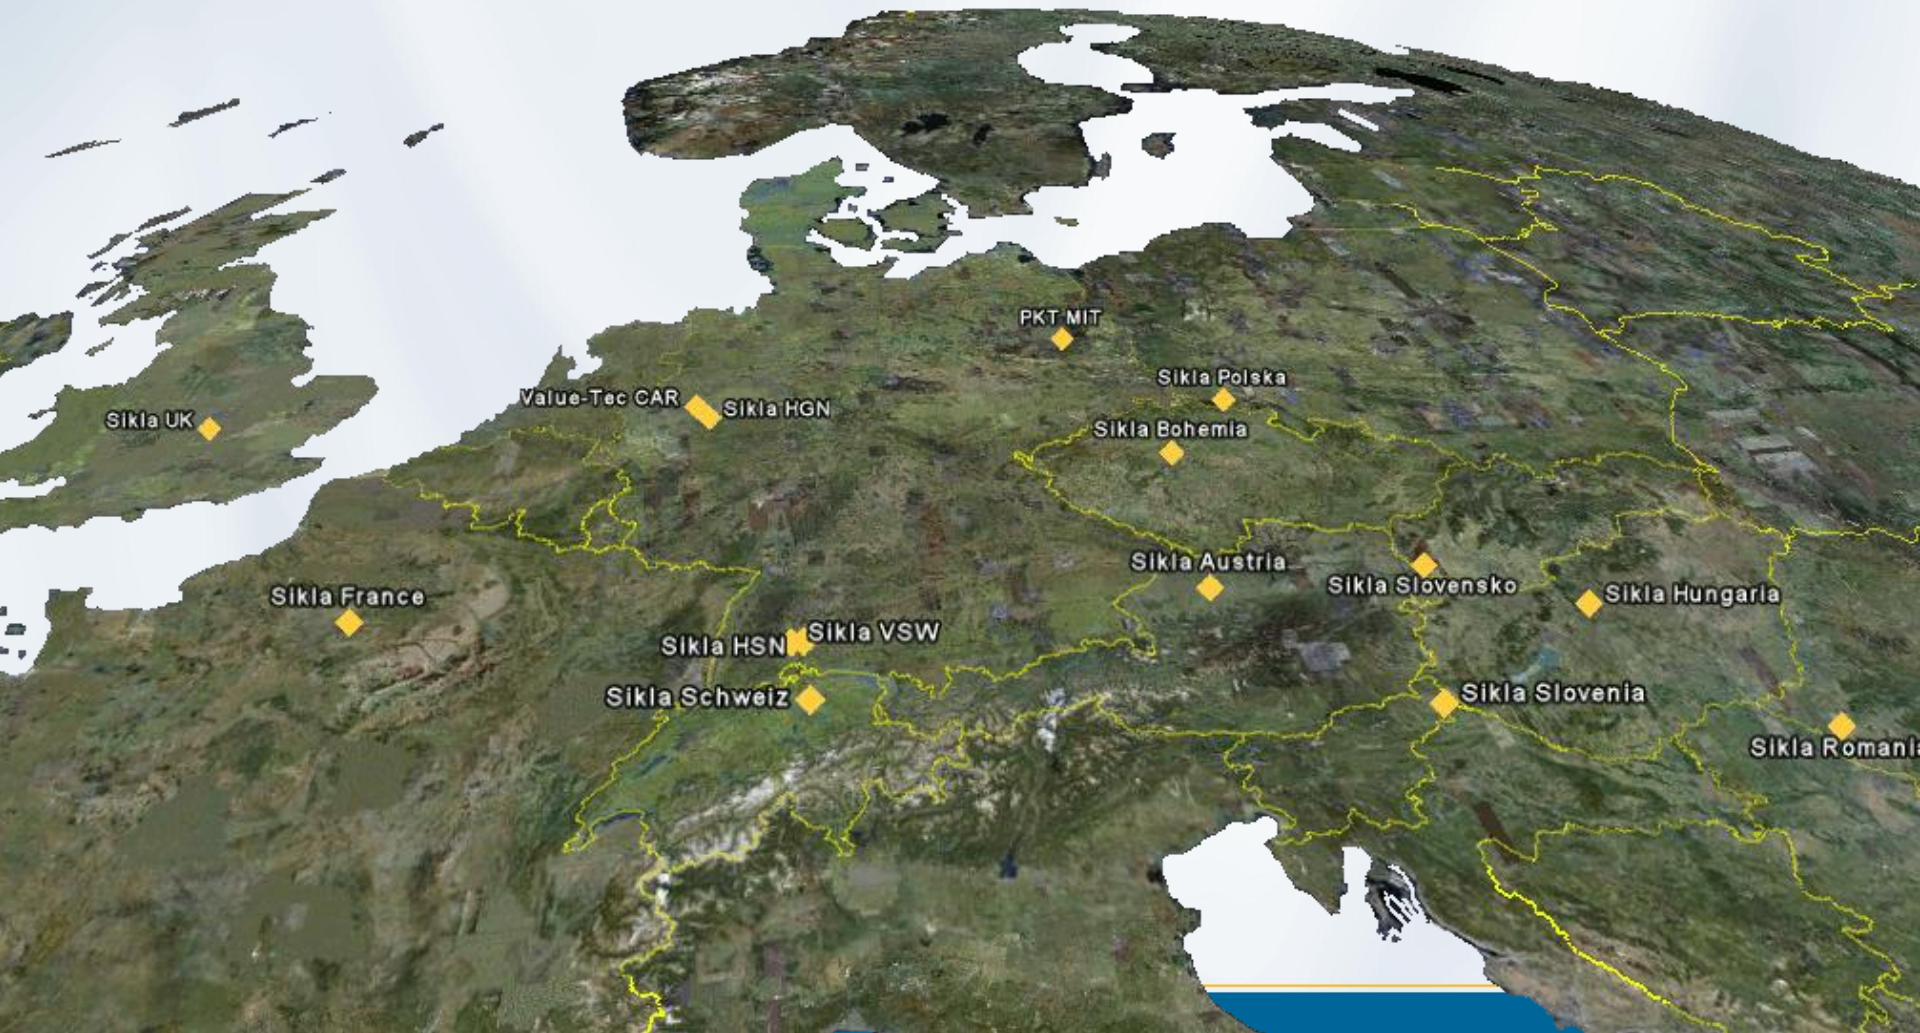 PKT MIT
Sikla Polska
Value-Tec CAR
Sikla HGN
Sikla UK
Sikla Bohemia
Sikla Austria
Sikla Slovensko
Sikla Hungaria
Sikla France
Sikla HSN
Sikla VSW
Sikla Schweiz
Sikla Slovenia
Sikla Romania